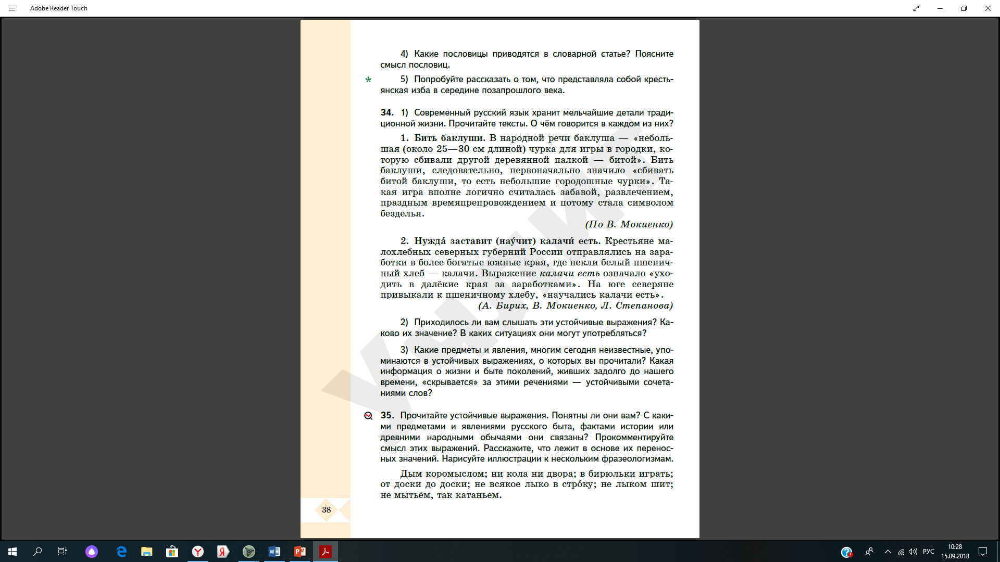 Adobe Reader Touch
4) Какие пословицы приводятся в словарной статье? Поясните
смысл пословиц.
* 5) Попробуйте рассказать о том, что представляла собой кресть-
янская изба в середине позапрошлого века.
34. 1) Современный русский язык хранит мельчайшие детали тради-
ционной жизни. Прочитайте тексты. О чём говорится в каждом из них?
1. Бить баклуши. В народной речи баклуша — «неболь-
шая (около 25—30 см длиной) чурка для игры в городки, ко-
торую сбивали другой деревянной палкой — битой». Бить
баклуши, следовательно, первоначально значило «сбивать
битой баклуши, то есть небольшие городошные чурки». Та-
кая игра вполне логично считалась забавой, развлечением,
праздным времяпрепровождением и потому стала символом
безделья.
(По В. Мокиенко)
2. Нужда́ заставит (нау́чит) калачи́ есть. Крестьяне ма-
лохлебных северных губерний России отправлялись на зара-
ботки в более богатые южные края, где пекли белый пшенич-
ный хлеб — калачи. Выражение калачи есть означало «ухо-
дить в далёкие края за заработками». На юге северяне
привыкали к пшеничному хлебу, «научались калачи есть».
(А. Бирих, В. Мокиенко, Л. Степанова)
2) Приходилось ли вам слышать эти устойчивые выражения? Ка-
ково их значение? В каких ситуациях они могут употребляться?
3) Какие предметы и явления, многим сегодня неизвестные, упо-
минаются в устойчивых выражениях, о которых вы прочитали? Какая
информация о жизни и быте поколений, живших задолго до нашего
времени, «скрывается» за этими речениями — устойчивыми сочета-
ниями слов?
35. Прочитайте устойчивые выражения. Понятны ли они вам? С каки-
ми предметами и явлениями русского быта, фактами истории или
древними народными обычаями они связаны? Прокомментируйте
смысл этих выражений. Расскажите, что лежит в основе их перенос-
ных значений. Нарисуйте иллюстрации к нескольким фразеологизмам.
Дым коромыслом; ни кола ни двора; в бирюльки играть;
от доски до доски; не всякое лыко в стро́ку; не лыком шит;
не мытьём, так катаньем.
38
Учлит
РУС
10:28
15.09.2018